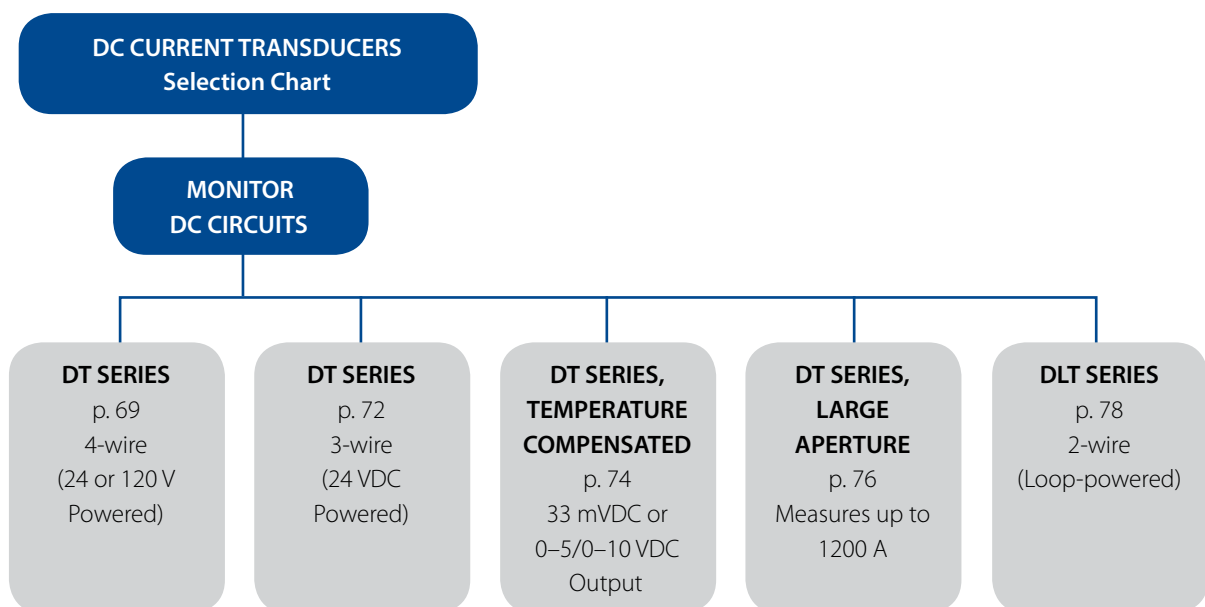 DC CURRENT TRANSDUCERS
Selection Chart
MONITOR
DC CIRCUITS
DT SERIES
p. 69
4-wire
(24 or 120 V
Powered)
DT SERIES
p. 72
3-wire
(24 VDC
Powered)
DT SERIES,
TEMPERATURE
COMPENSATED
p. 74
33 mVDC or
0–5/0–10 VDC
Output
DT SERIES,
LARGE
APERTURE
p. 76
Measures up to
1200 A
DLT SERIES
p. 78
2-wire
(Loop-powered)